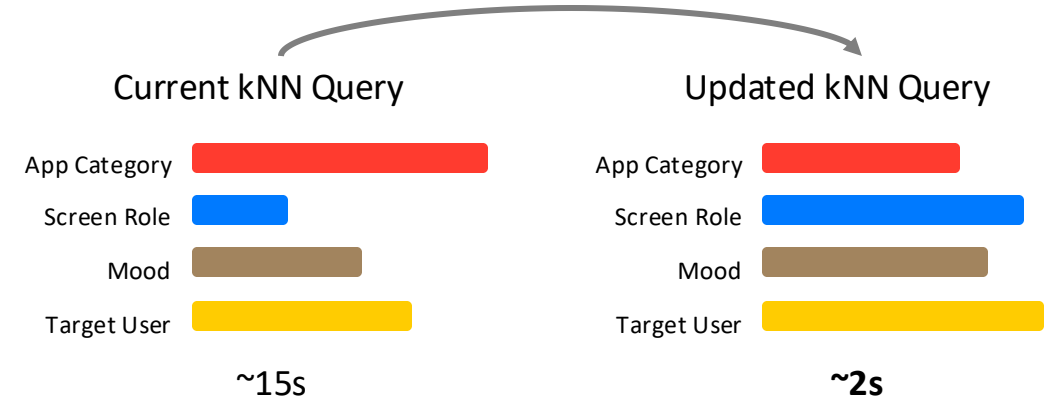 Current kNN Query
App Category
Screen Role
Mood
Target User
~15s
Updated kNN Query
App Category
Screen Role
Mood
Target User
~2s